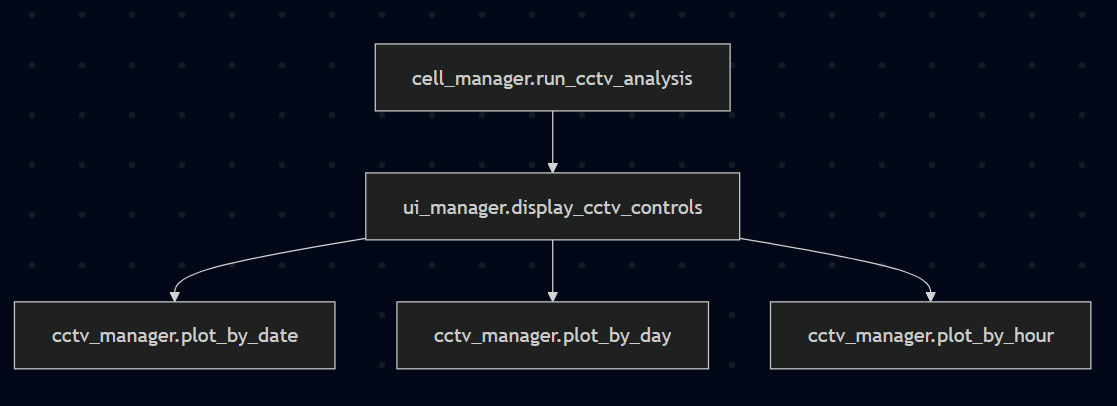 cell_manager.run_cctv_analysis
ui_manager.display_cctv_controls
cctv_manager.plot_by_date
cctv_manager.plot_by_day
cctv_manager.plot_by_hour